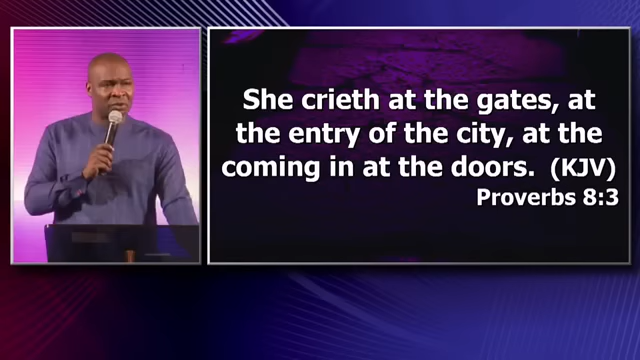 She crieth at the gates, at
the entry of the city, at the
coming in at the doors.  (KJV)
Proverbs 8:3